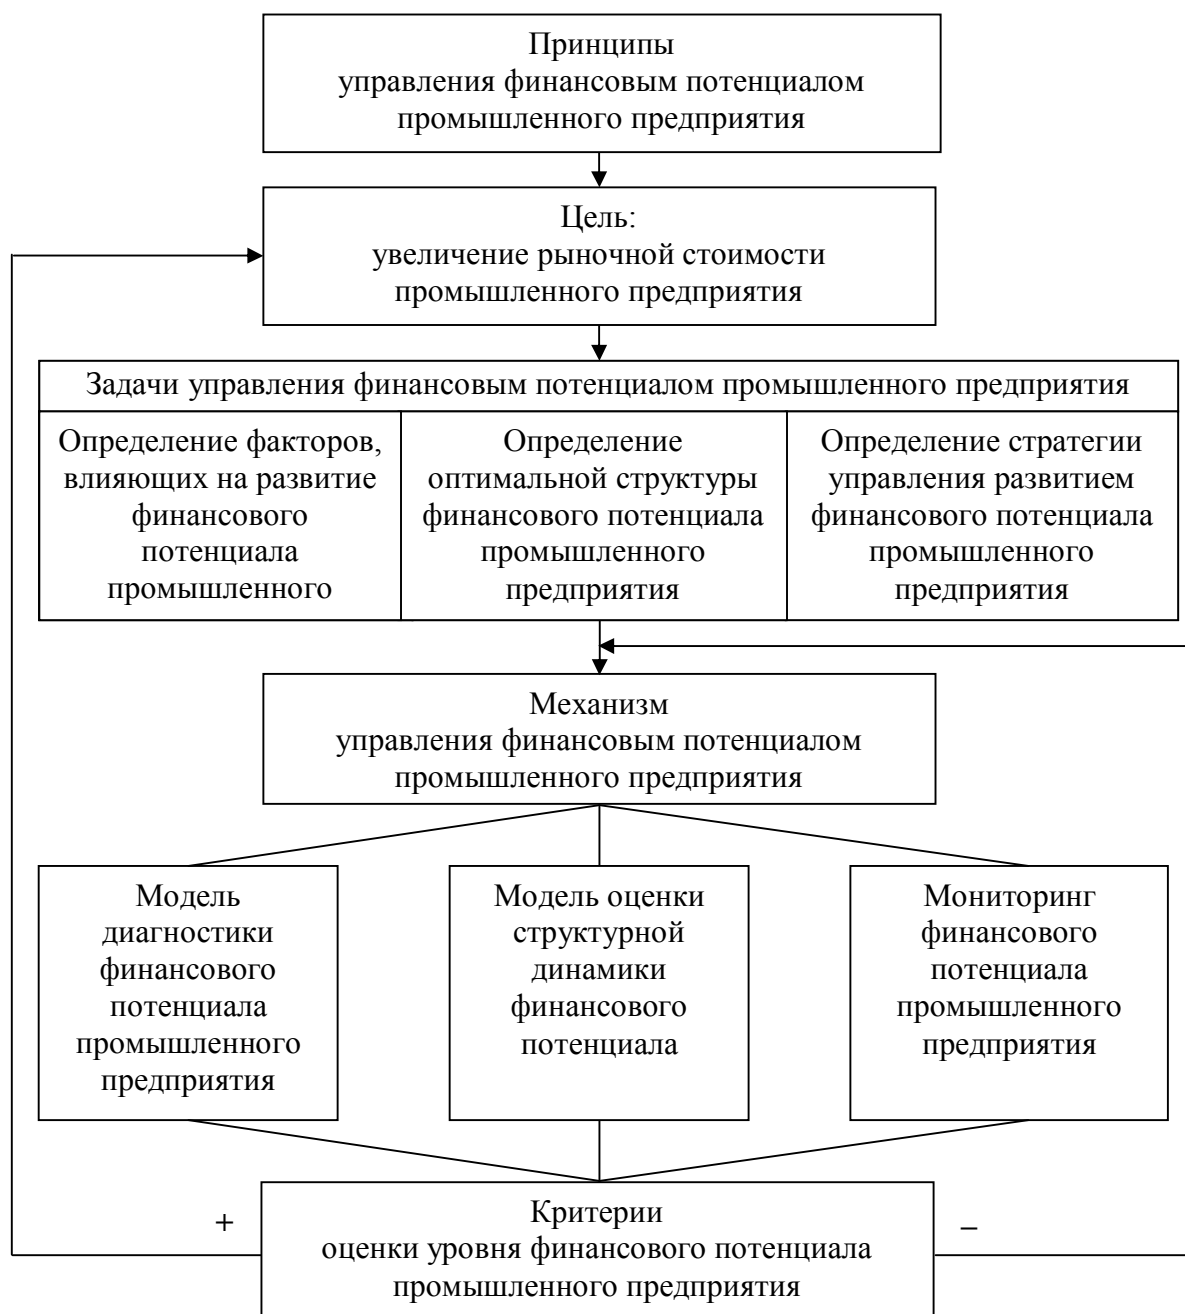 Принципы
управления финансовым потенциалом
промышленного предприятия
Цель:
увеличение рыночной стоимости
промышленного предприятия
Задачи управления финансовым потенциалом промышленного предприятия
Определение факторов,
влияющих на развитие
финансового
потенциала
промышленного
Определение
оптимальной структуры
финансового потенциала
промышленного
предприятия
Определение стратегии
управления развитием
финансового потенциала
промышленного
предприятия
Механизм
управления финансовым потенциалом
промышленного предприятия
Модель
диагностики
финансового
потенциала
промышленного
предприятия
Модель оценки
структурной
динамики
финансового
потенциала
Мониторинг
финансового
потенциала
промышленного
предприятия
+
Критерии
оценки уровня финансового потенциала
промышленного предприятия
–